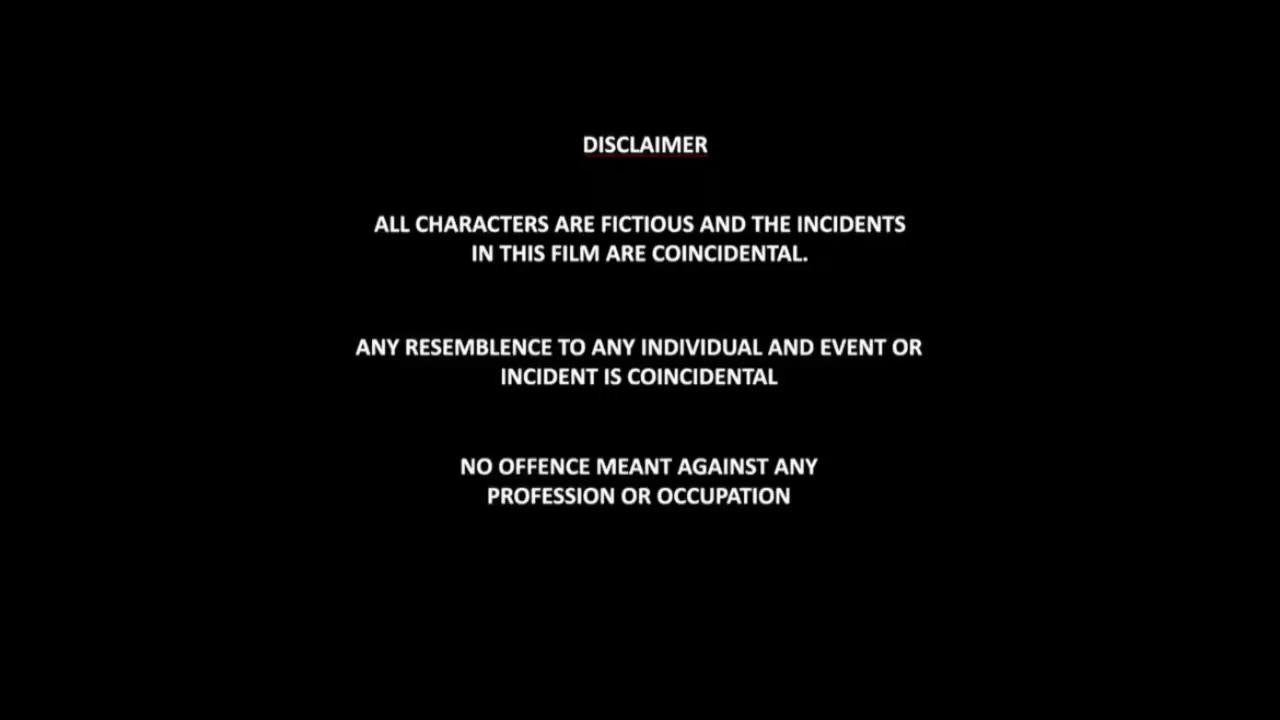 DISCLAIMER
ALL CHARACTERS ARE FICTIOUS AND THE INCIDENTS
IN THIS FILM ARE COINCIDENTAL.
ANY RESEMBLENCE TO ANY INDIVIDUAL AND EVENT OR
INCIDENT IS COINCIDENTAL
NO OFFENCE MEANT AGAINST ANY
PROFESSION OR OCCUPATION